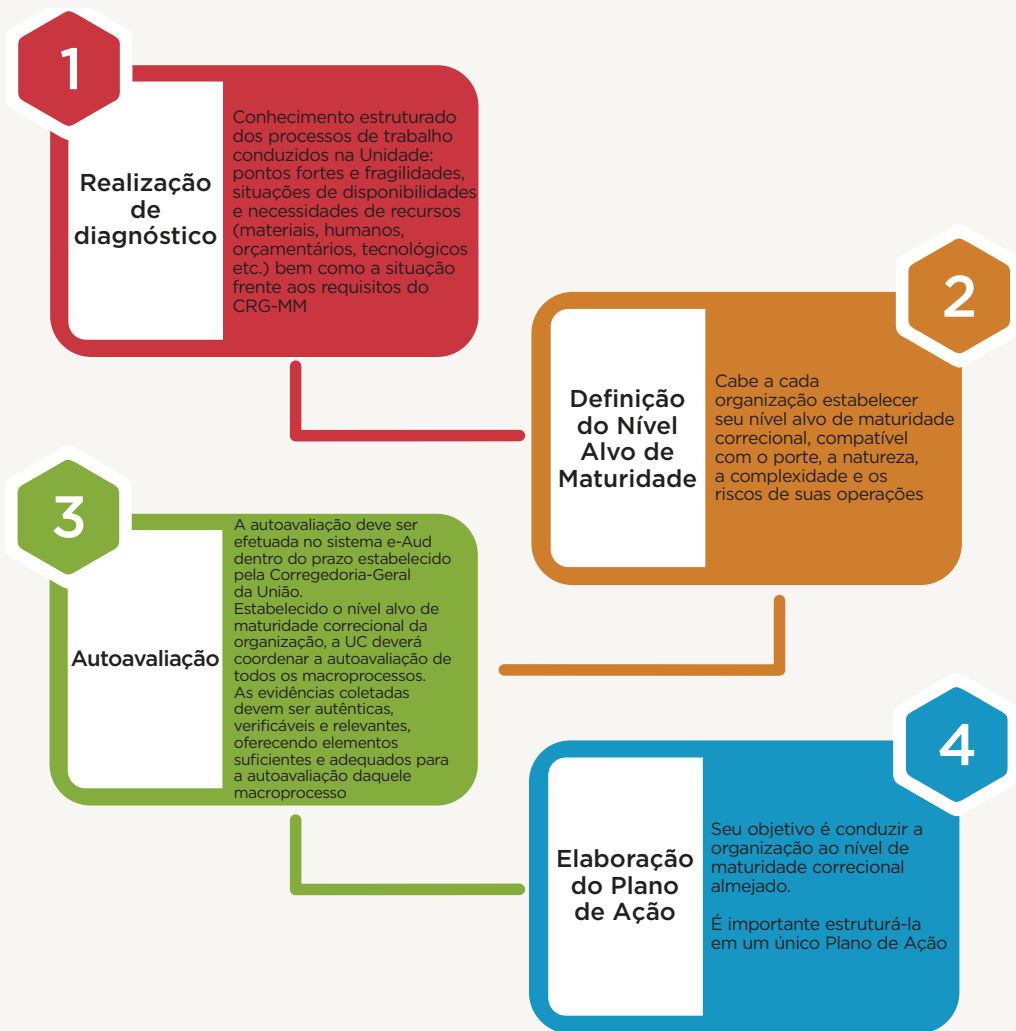 1
Realização
de
diagnóstico
Conhecimento estruturado
dos processos de trabalho
conduzidos na Unidade:
pontos fortes e fragilidades,
situações de disponibilidades
e necessidades de recursos
(materiais, humanos,
orçamentários, tecnológicos
etc.) bem como a situação
frente aos requisitos do
CRG-MM
2
Definição
do Nível
Alvo de
Maturidade
Cabe a cada
organização estabelecer
seu nível alvo de maturidade
correcional, compatível
com o porte, a natureza,
a complexidade e os
riscos de suas operações
3
Autoavaliação
A autoavaliação deve ser
efetuada no sistema e-Aud
dentro do prazo estabelecido
pela Corregedoria-Geral
da União.
Estabelecido o nível alvo de
maturidade correcional da
organização, a UC deverá
coordenar a autoavaliação de
todos os macroprocessos.
As evidências coletadas
devem ser autênticas,
verificáveis e relevantes,
oferecendo elementos
suficientes e adequados para
a autoavaliação daquele
macroprocesso
4
Elaboração
do Plano
de Ação
Seu objetivo é conduzir a
organização ao nível de
maturidade correcional
almejado.
É importante estruturá-la
em um único Plano de Ação